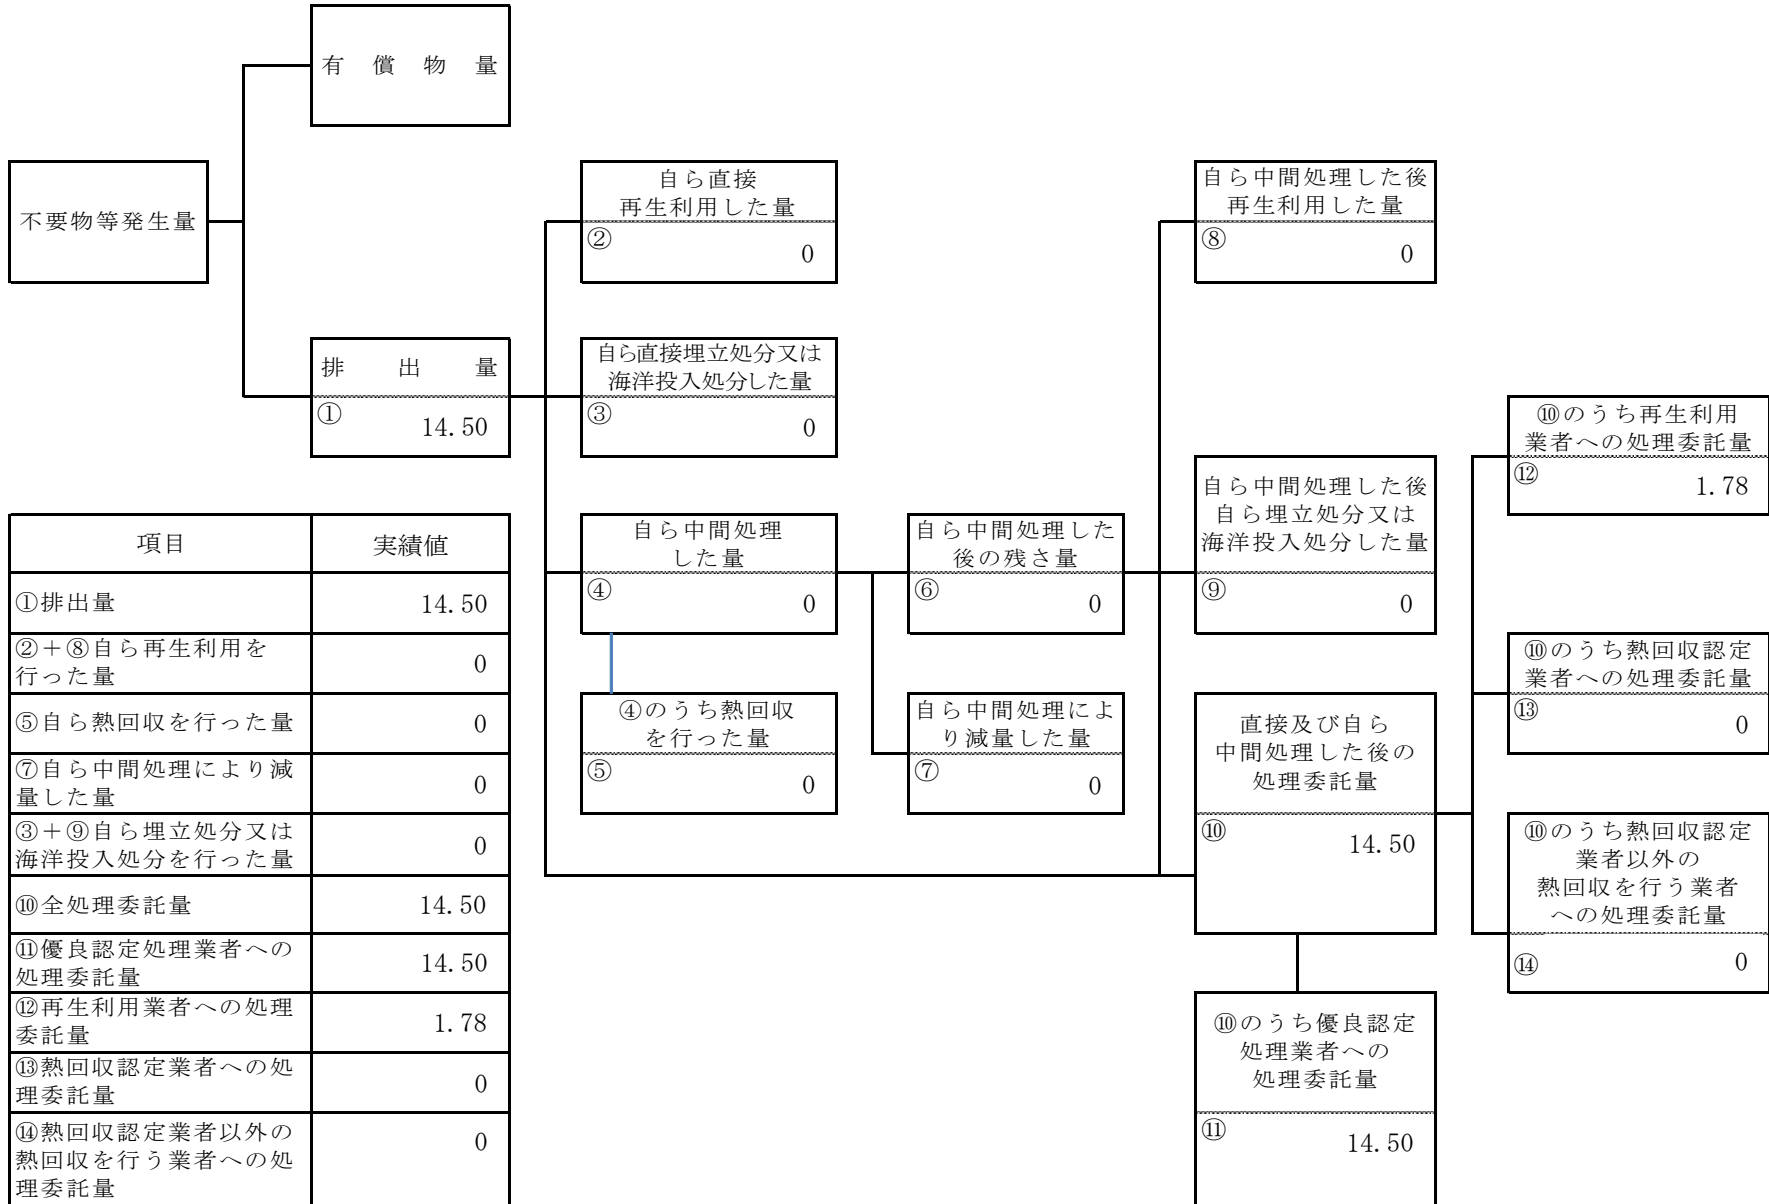 有償物量
不要物等発生量
排出量
①
14.50
自ら直接
再生利用した量
②
0
自ら直接埋立処分又は
海洋投入処分した量
③
0
自ら中間処理
した量
④
0
④のうち熱回収
を行った量
⑤
0
自ら中間処理した
後の残さ量
⑥
0
自ら中間処理によ
り減量した量
⑦
0
自ら中間処理した後
再生利用した量
⑧
0
自ら中間処理した後
自ら埋立処分又は
海洋投入処分した量
⑨
0
直接及び自ら
中間処理した後の
処理委託量
⑩
14.50
⑩のうち優良認定
処理業者への
処理委託量
⑪
14.50
⑩のうち再生利用
業者への処理委託量
⑫
1.78
⑩のうち熱回収認定
業者への処理委託量
⑬
0
⑩のうち熱回収認定
業者以外の
熱回収を行う業者
への処理委託量
⑭
0
項目 実績値
①排出量 14.50
②＋⑧自ら再生利用を
行った量 0
⑤自ら熱回収を行った量 0
⑦自ら中間処理により減
量した量 0
③＋⑨自ら埋立処分又は
海洋投入処分を行った量 0
⑩全処理委託量 14.50
⑪優良認定処理業者への
処理委託量 14.50
⑫再生利用業者への処理
委託量 1.78
⑬熱回収認定業者への処
理委託量 0
⑭熱回収認定業者以外の
熱回収を行う業者への処
理委託量 0